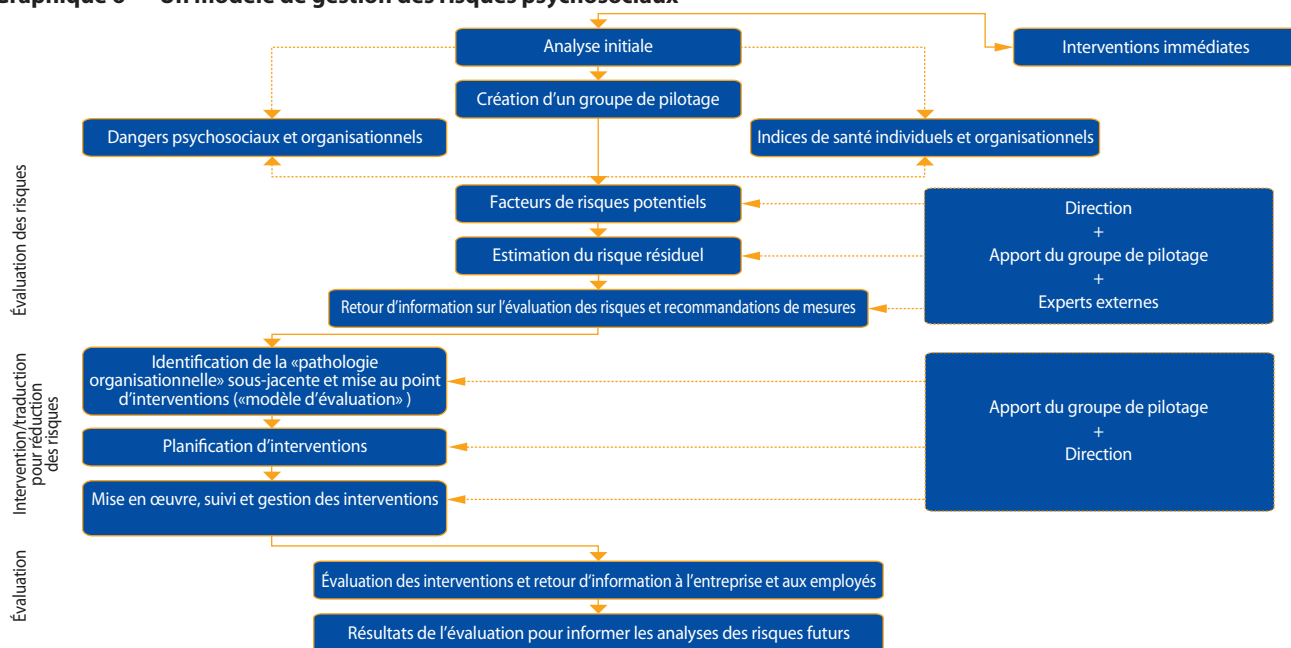 Un modèle de gestion des risques psychosociaux
Analyse initiale
Interventions immédiates
Création d'un groupe de pilotage
Dangers psychosociaux et organisationnels
Indices de santé individuels et organisationnels
Évaluation des risques
Facteurs de risques potentiels
Estimation du risque résiduel
Retour d'information sur l'évaluation des risques et recommandations de mesures
Direction
+
Apport du groupe de pilotage
+
Experts externes
Intervention/traduction
pour réduction
des risques
Identification de la «pathologie
organisationnelle» sous-jacente et mise au point
d'interventions («modèle d'évaluation» )
Planification d'interventions
Mise en œuvre, suivi et gestion des interventions
Apport du groupe de pilotage
+
Direction
Évaluation
Évaluation des interventions et retour d'information à l'entreprise et aux employés
Résultats de l'évaluation pour informer les analyses des risques futurs